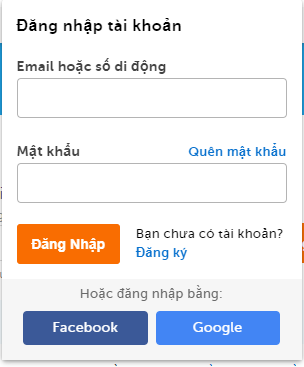 Đăng nhập tài khoản
Email hoặc số di động
Mật khẩu Quên mật khẩu
Đăng Nhập
Bạn chưa có tài khoản?
Đăng ký
Hoặc đăng nhập bằng:
Facebook Google